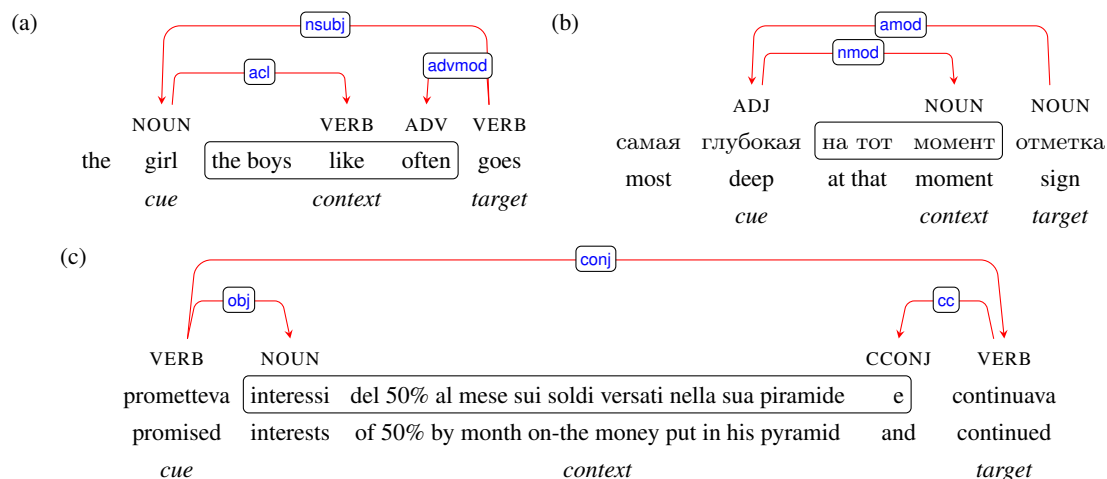 (a)
nsubj
acl
advmod
NOUN VERB ADV VERB
the girl the boys like often goes
cue context target
(b)
amod
nmod
ADJ NOUN NOUN
самая глубокая на тот момент отметка
most deep at that moment sign
cue context target
(c)
conj
obj cc
VERB NOUN CCONJ VERB
prometteva interessi del 50% al mese sui soldi versati nella sua piramide e continuava
promised interests of 50% by month on-the money put in his pyramid and continued
cue context target